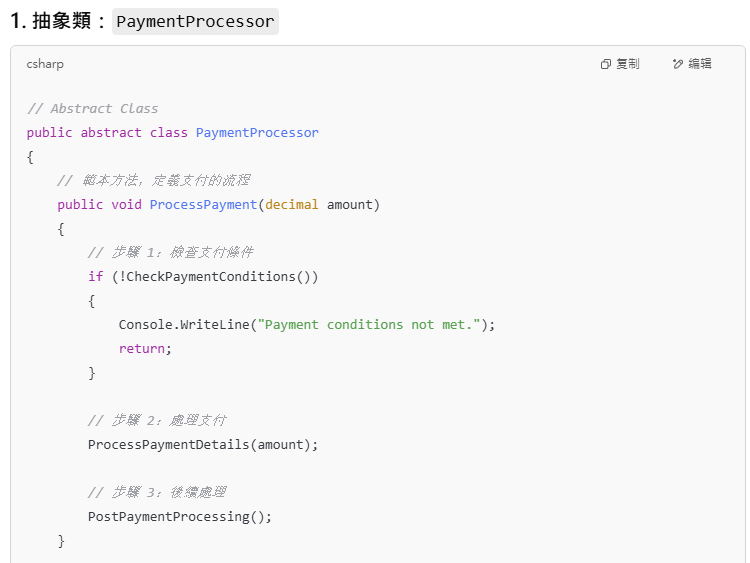 1. 抽象類：PaymentProcessor
csharp 复制 编辑
// Abstract Class
public abstract class PaymentProcessor
{
// 範本方法，定義支付的流程
public void ProcessPayment(decimal amount)
{
// 步驟 1：檢查支付條件
if (!CheckPaymentConditions())
{
Console.WriteLine("Payment conditions not met.");
return;
}
// 步驟 2：處理支付
ProcessPaymentDetails(amount);
// 步驟 3：後續處理
PostPaymentProcessing();
}